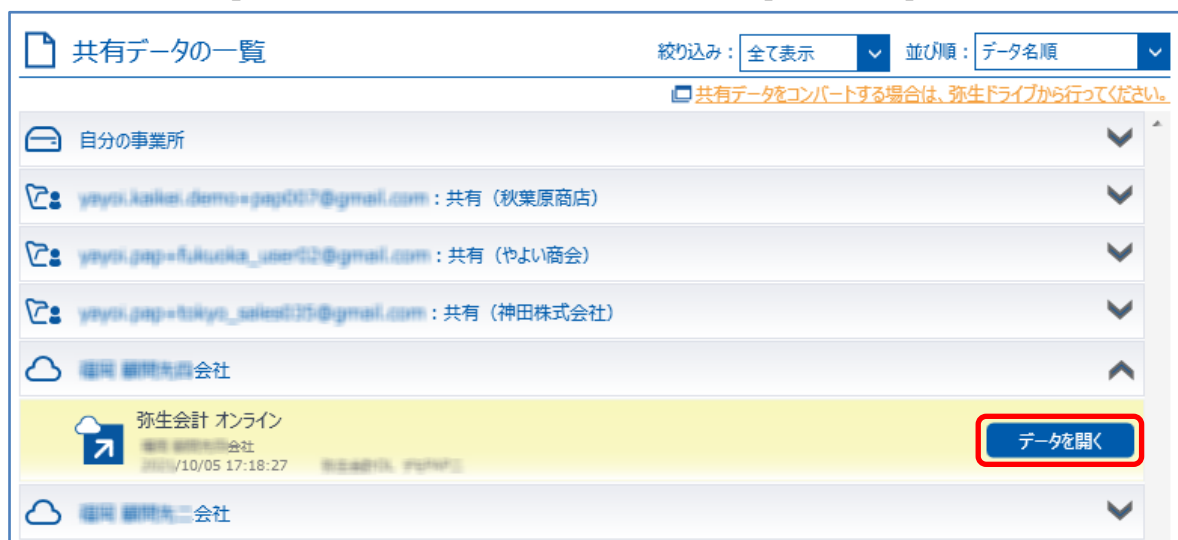 共有データの一覧
絞り込み： 全て表示 並び順： データ名順
共有データをコンバートする場合は、弥生ドライブから行ってください。
自分の事業所
：共有（秋葉原商店）
：共有（やよい商会）
：共有（神田株式会社）
会社
弥生会計 オンライン
会社
/10/05 17:18:27
データを開く
会社